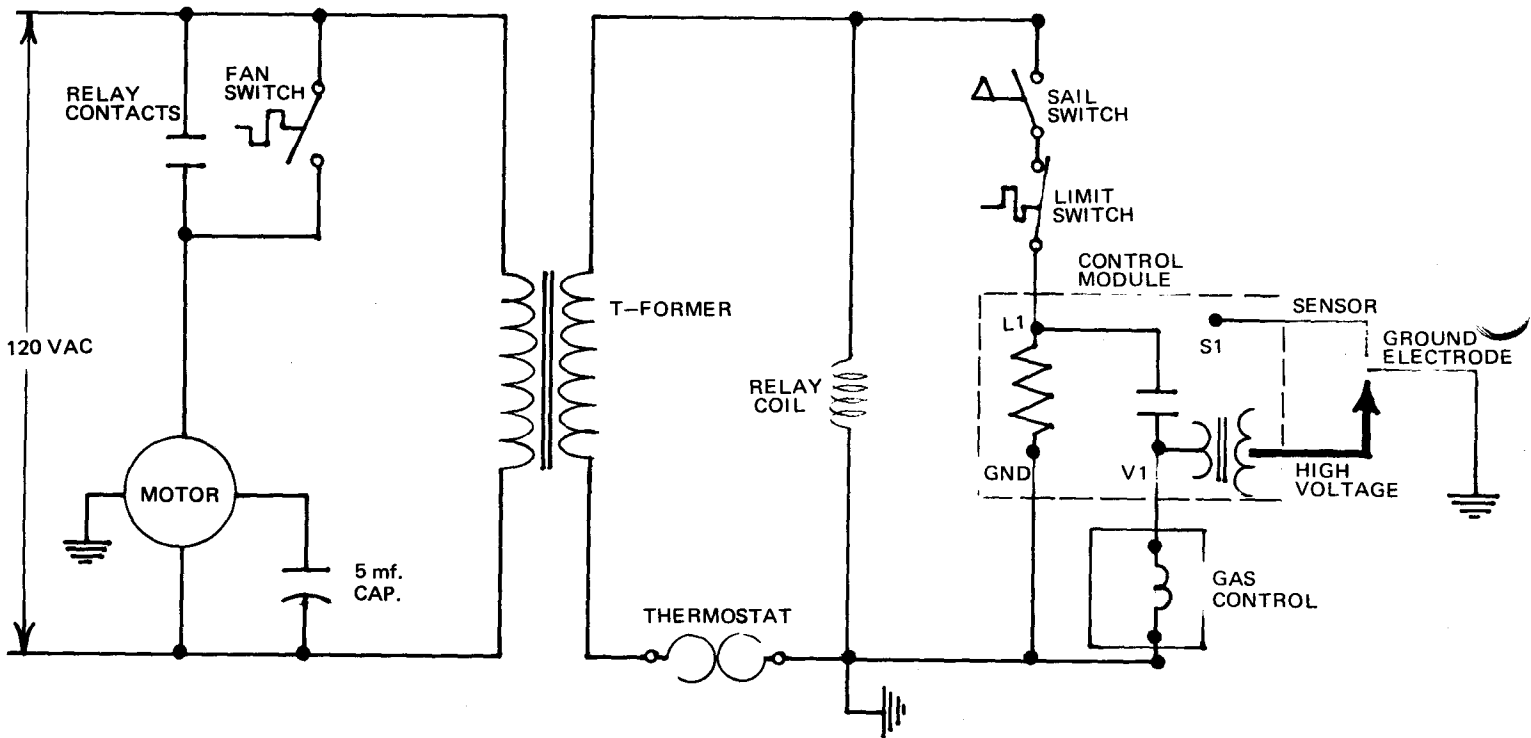 FAN
SWITCH
RELAY
CONTACTS
SAIL
SWITCH
LIMIT
SWITCH
CONTROL
MODULE
SENSOR
T-FORMER
L1
S1
GROUND
ELECTRODE
120 VAC
RELAY
COIL
GND
V1
HIGH
VOLTAGE
MOTOR
5 mf.
CAP.
GAS
CONTROL
THERMOSTAT